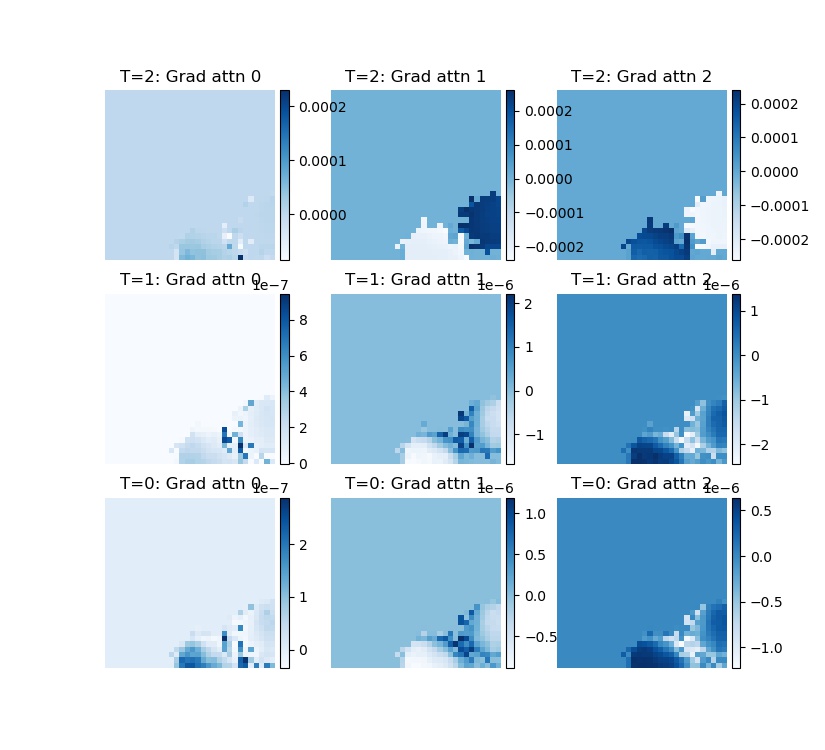 T=2: Grad attn 0
T=2: Grad attn 1
T=2: Grad attn 2
0.0002
0.0001
0.0000
0.0002
0.0001
0.0000
−0.0001
−0.0002
0.0002
0.0001
0.0000
−0.0001
−0.0002
T=1: Grad attn 0
1e−7
T=1: Grad attn 1
1e−6
T=1: Grad attn 2
1e−6
8
6
4
2
0
2
1
0
−1
1
0
−1
−2
T=0: Grad attn 0
1e−7
T=0: Grad attn 1
1e−6
T=0: Grad attn 2
1e−6
2
1
0
1.0
0.5
0.0
−0.5
0.5
0.0
−0.5
−1.0